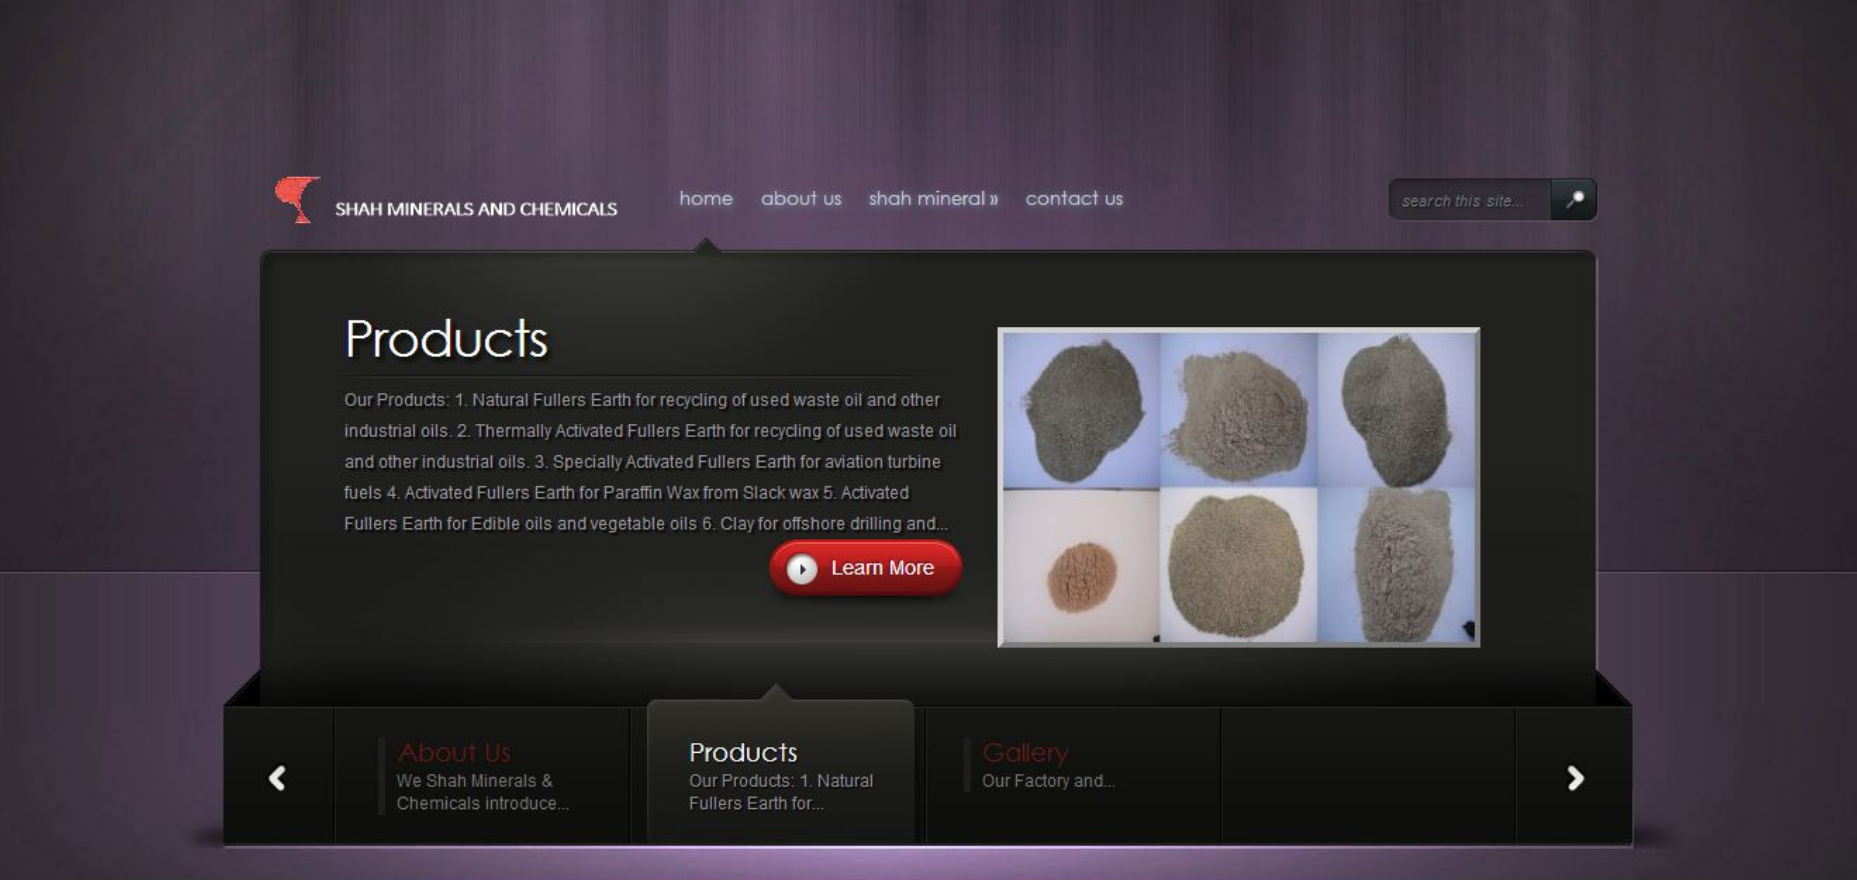 SHAH MINERALS AND CHEMICALS
home about us shah mineral » contact us
search this site...
Products
Our Products: 1. Natural Fullers Earth for recycling of used waste oil and other
industrial oils. 2. Thermally Activated Fullers Earth for recycling of used waste oil
and other industrial oils. 3. Specially Activated Fullers Earth for aviation turbine
fuels 4. Activated Fullers Earth for Paraffin Wax from Slack wax 5. Activated
Fullers Earth for Edible oils and vegetable oils 6. Clay for offshore drilling and...
Learn More
About Us
We Shah Minerals &
Chemicals introduce...
Products
Our Products: 1. Natural
Fullers Earth for...
Gallery
Our Factory and...